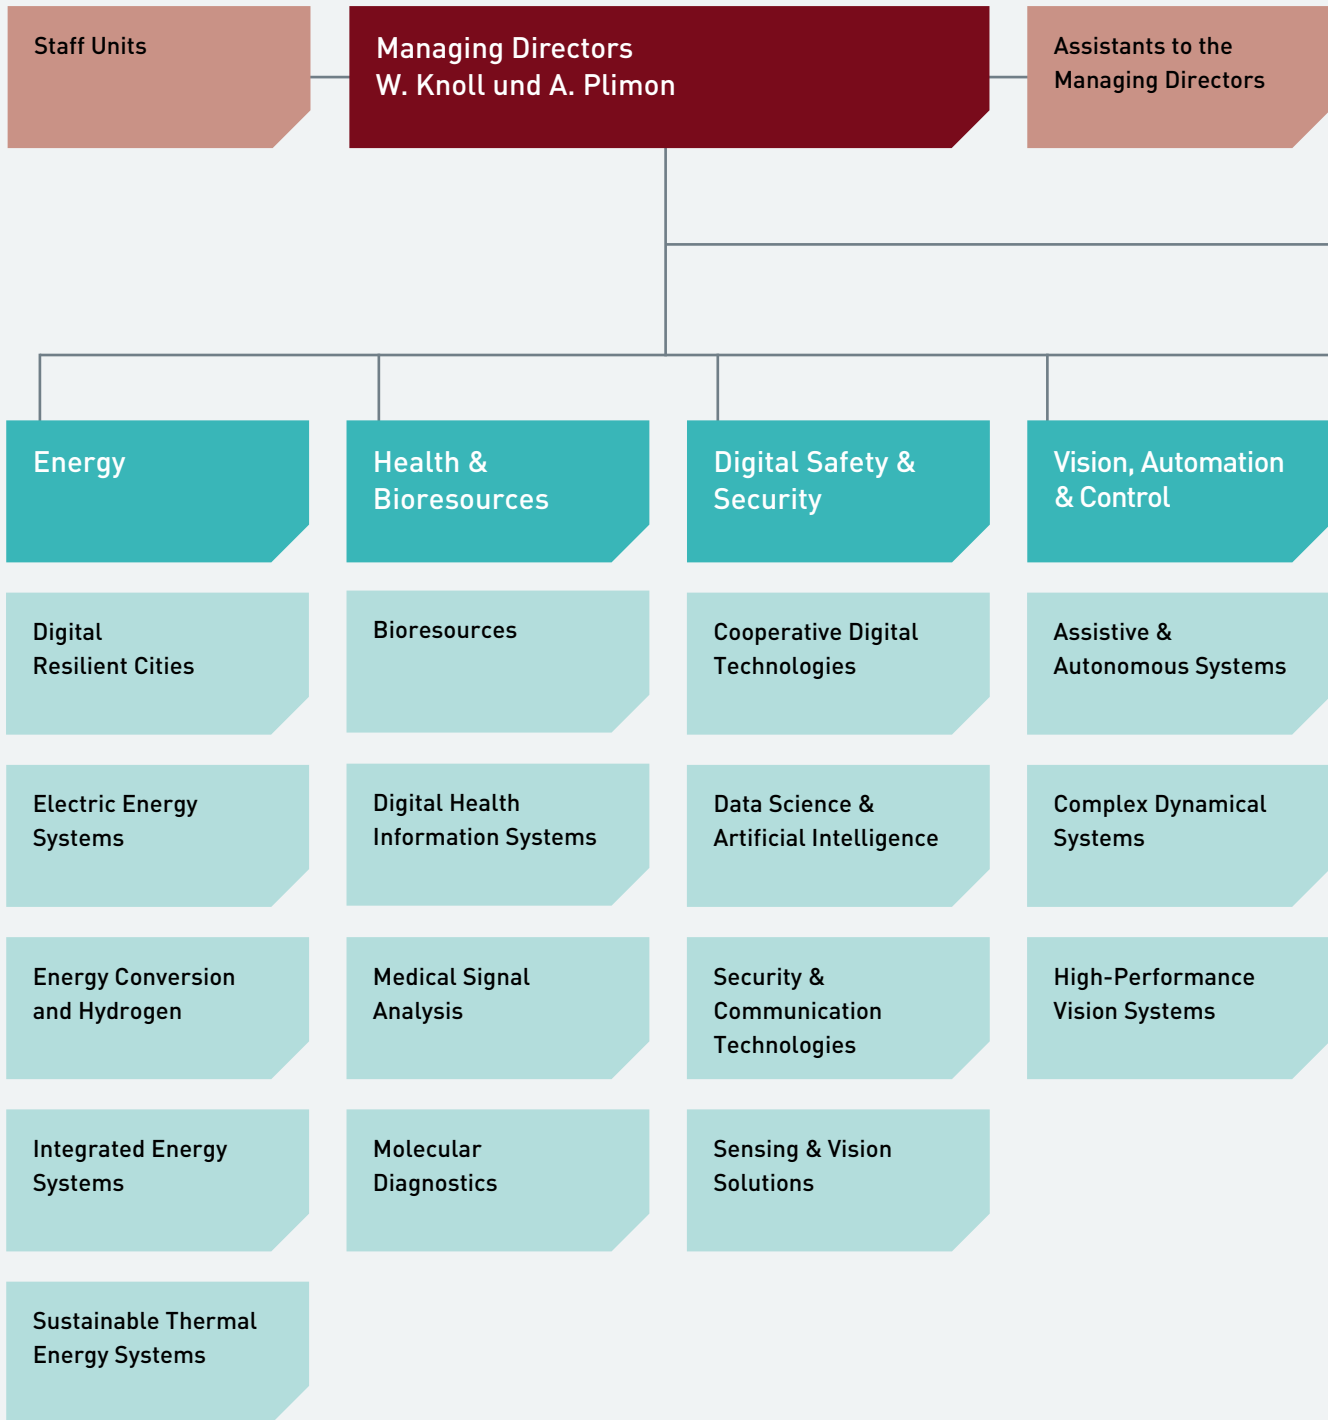 Staff Units
Managing Directors
W. Knoll und A. Plimon
Assistants to the
Managing Directors
Energy
Health &
Bioresources
Digital Safety &
Security
Vision, Automation
& Control
Digital
Resilient Cities
Bioresources
Cooperative Digital
Technologies
Assistive &
Autonomous Systems
Electric Energy
Systems
Digital Health
Information Systems
Data Science &
Artificial Intelligence
Complex Dynamical
Systems
Energy Conversion
and Hydrogen
Medical Signal
Analysis
Security &
Communication
Technologies
High-Performance
Vision Systems
Integrated Energy
Systems
Molecular
Diagnostics
Sensing & Vision
Solutions
Sustainable Thermal
Energy Systems